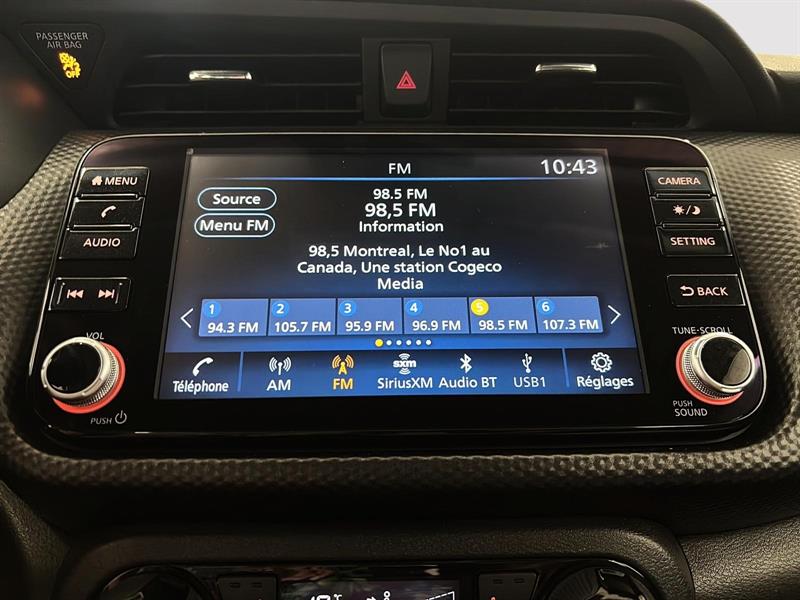 PASSENGER
AIR BAG
OFF
MENU
AUDIO
VOL
PUSH
FM
10:43
Source
Menu FM
98.5 FM
98,5 FM
Information
98,5 Montreal, Le No1 au
Canada, Une station Cogeco
Media
1 2 3 4 5 6
94.3 FM 105.7 FM 95.9 FM 96.9 FM 98.5 FM 107.3 FM
Téléphone AM FM sxm SiriusXM Audio BT USB1 Réglages
CAMERA
SETTING
BACK
TUNE-SCROLL
PUSH
SOUND